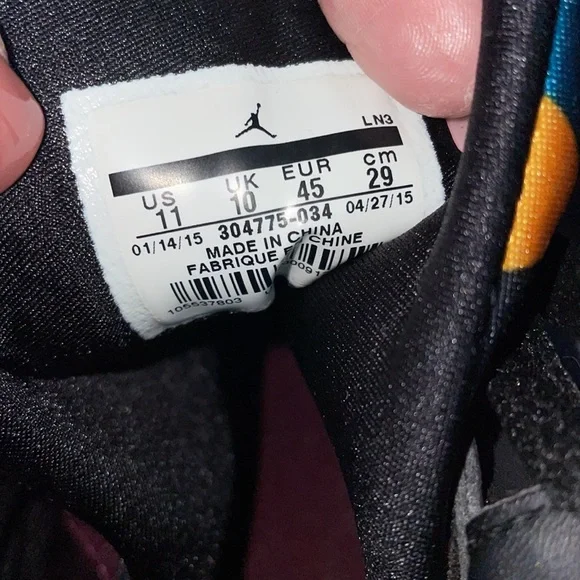 LN3
US UK EUR cm
11 10 45 29
01/14/15 304775-034 04/27/15
MADE IN CHINA
FABRIQUE CHINE